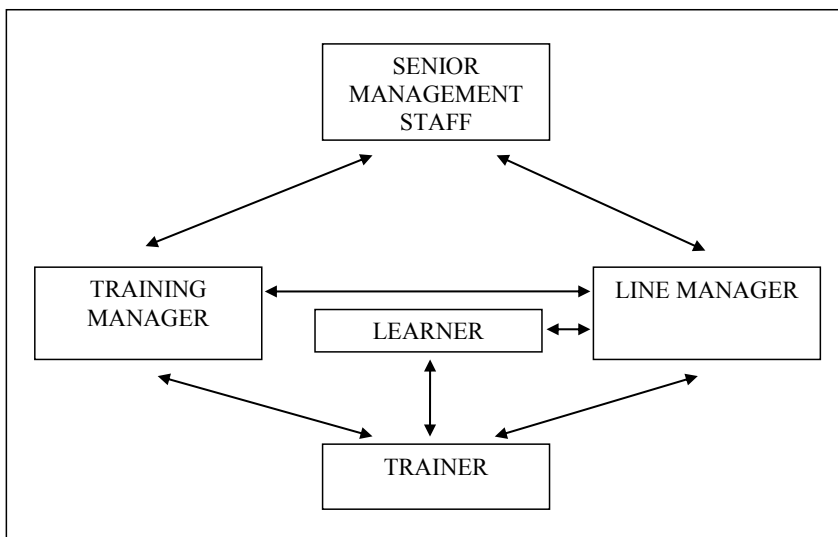 SENIOR
MANAGEMENT
STAFF
TRAINING
MANAGER
LINE MANAGER
LEARNER
TRAINER